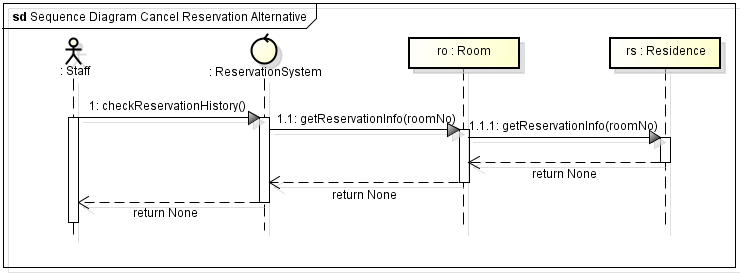 sd Sequence Diagram Cancel Reservation Alternative
: Staff
: ReservationSystem
ro : Room
rs : Residence
1: checkReservationHistory()
1.1: getReservationInfo(roomNo)
1.1.1: getReservationInfo(roomNo)
return None
return None
return None